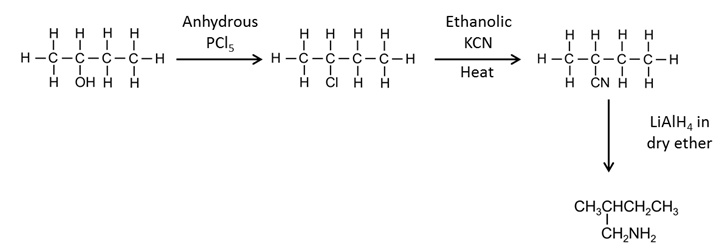 Anhydrous
PCl5
Ethanolic
KCN
Heat
H H H H
H – C – C – C – C – H
H OH H H
H H H H
H – C – C – C – C – H
H Cl H H
H H H H
H – C – C – C – C – H
H CN H H
LiAlH4 in
dry ether
CH3CHCH2CH3
CH2NH2